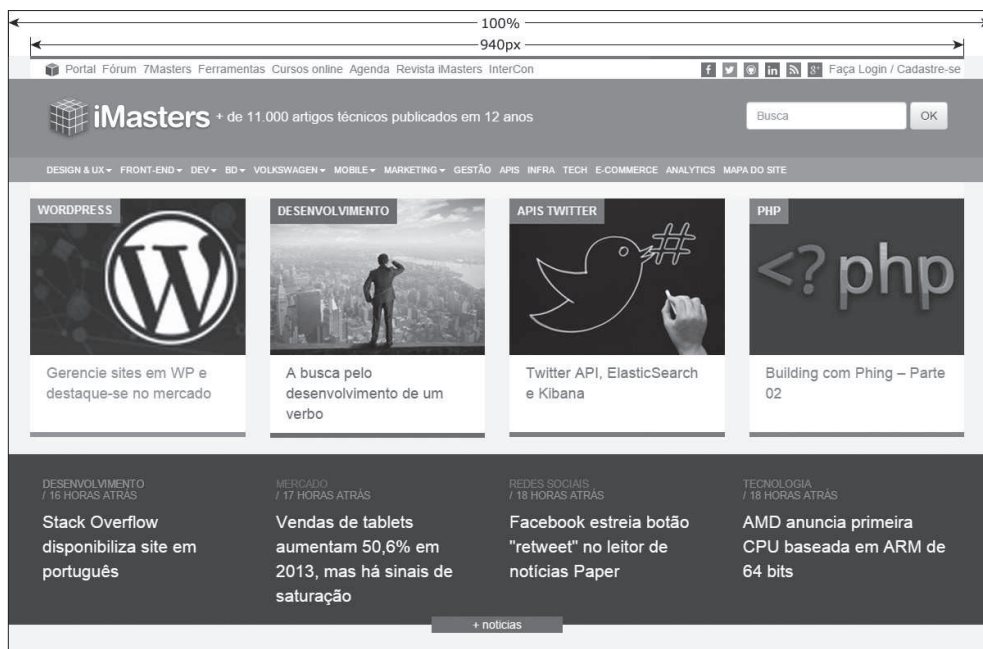 100%
940px
Portal Fórum 7Masters Ferramentas Cursos online Agenda Revista iMasters InterCon
f in g+ Faça Login / Cadastre-se
iMasters + de 11.000 artigos técnicos publicados em 12 anos
Busca OK
DESIGN & UX FRONT-END DEV BD VOLKSWAGEN MOBILE MARKETING GESTÃO APIS INFRA TECH E-COMMERCE ANALYTICS MAPA DO SITE
WORDPRESS
W
Gerencie sites em WP e
destaque-se no mercado
DESENVOLVIMENTO
A busca pelo
desenvolvimento de um
verbo
APIS TWITTER
#
Twitter API, ElasticSearch
e Kibana
PHP
<? php
Building com Phing – Parte
02
DESENVOLVIMENTO
/ 16 HORAS ATRÁS
Stack Overflow
disponibiliza site em
português
MERCADO
/ 17 HORAS ATRÁS
Vendas de tablets
aumentam 50,6% em
2013, mas há sinais de
saturação
REDES SOCIAIS
/ 18 HORAS ATRÁS
Facebook estreia botão
"retweet" no leitor de
notícias Paper
TECNOLOGIA
/ 18 HORAS ATRÁS
AMD anuncia primeira
CPU baseada em ARM de
64 bits
+ noticias